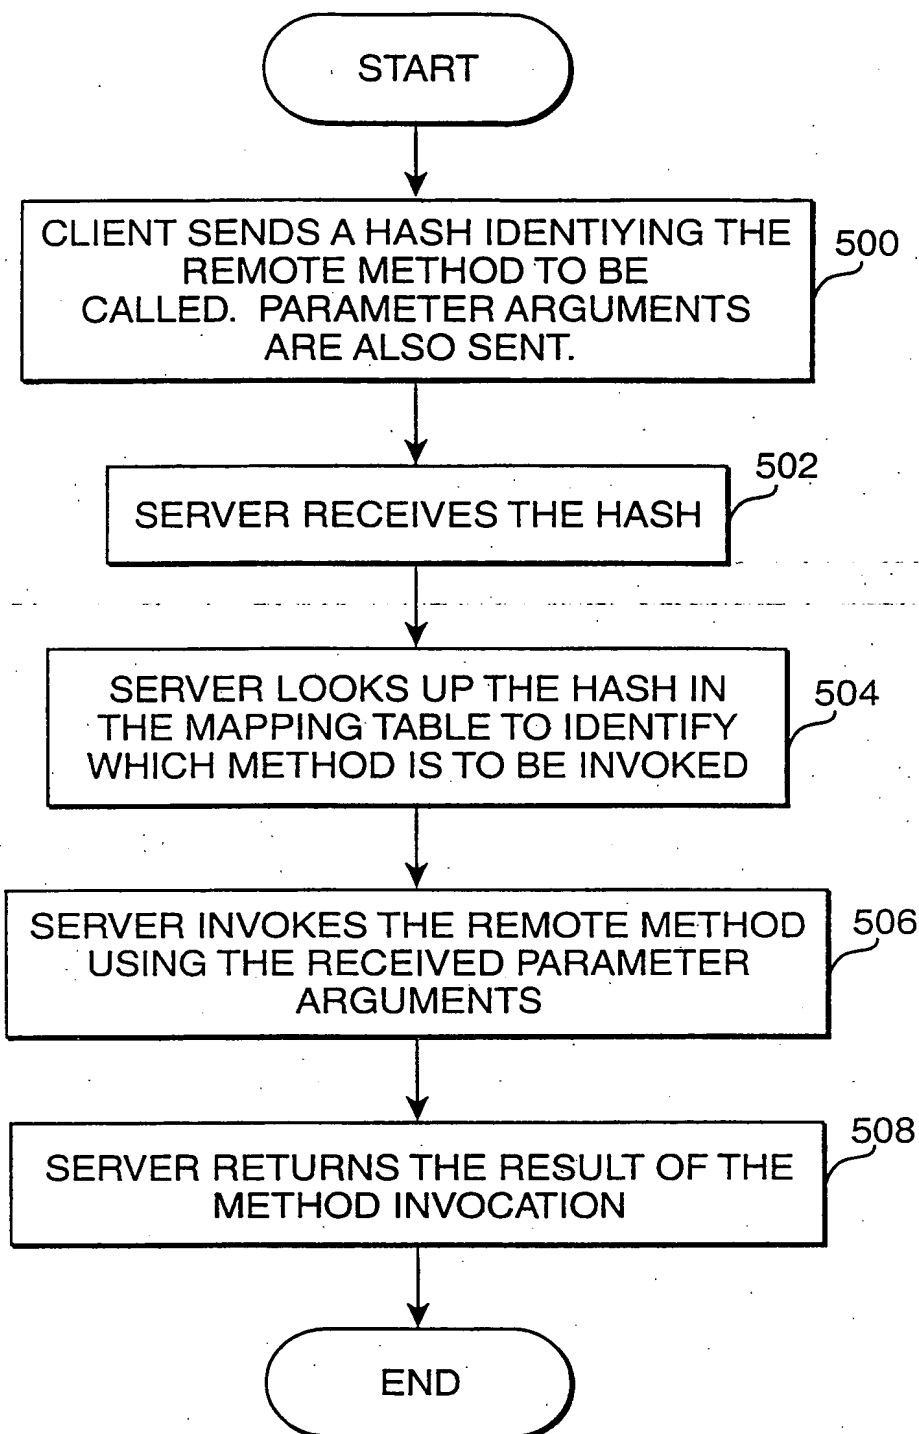 START
CLIENT SENDS A HASH IDENTIYING THE
REMOTE METHOD TO BE
CALLED. PARAMETER ARGUMENTS
ARE ALSO SENT.
500
SERVER RECEIVES THE HASH
502
SERVER LOOKS UP THE HASH IN
THE MAPPING TABLE TO IDENTIFY
WHICH METHOD IS TO BE INVOKED
504
SERVER INVOKES THE REMOTE METHOD
USING THE RECEIVED PARAMETER
ARGUMENTS
506
SERVER RETURNS THE RESULT OF THE
METHOD INVOCATION
508
END